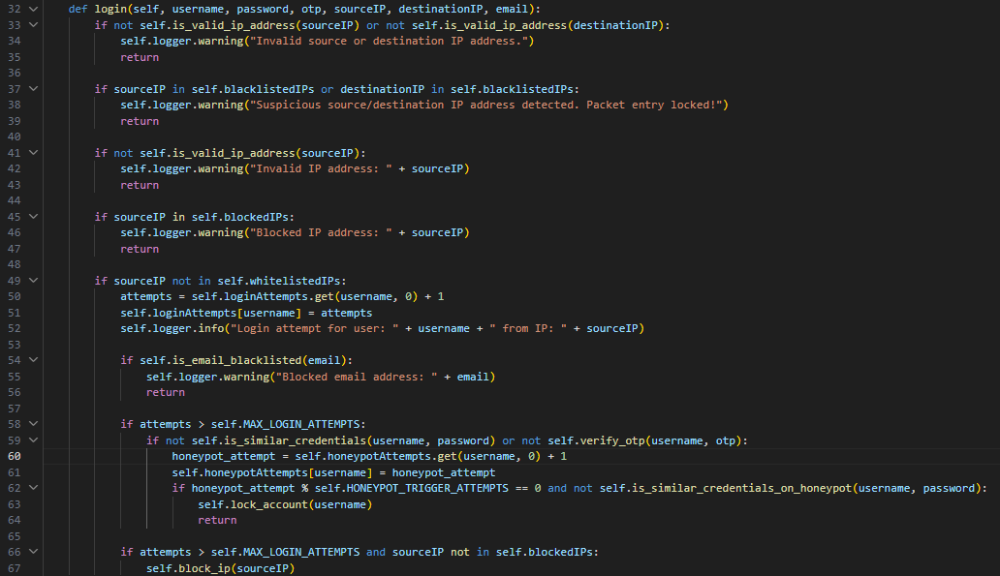 32 def login(self, username, password, otp, sourceIP, destinationIP, email):
33 if not self.is_valid_ip_address(sourceIP) or not self.is_valid_ip_address(destinationIP):
34 self.logger.warning("Invalid source or destination IP address.")
35 return
36
37 if sourceIP in self.blacklistedIPs or destinationIP in self.blacklistedIPs:
38 self.logger.warning("Suspicious source/destination IP address detected. Packet entry locked!")
39 return
40
41 if not self.is_valid_ip_address(sourceIP):
42 self.logger.warning("Invalid IP address: " + sourceIP)
43 return
44
45 if sourceIP in self.blockedIPs:
46 self.logger.warning("Blocked IP address: " + sourceIP)
47 return
48
49 if sourceIP not in self.whitelistedIPs:
50 attempts = self.loginAttempts.get(username, 0) + 1
51 self.loginAttempts[username] = attempts
52 self.logger.info("Login attempt for user: " + username + " from IP: " + sourceIP)
53
54 if self.is_email_blacklisted(email):
55 self.logger.warning("Blocked email address: " + email)
56 return
57
58 if attempts > self.MAX_LOGIN_ATTEMPTS:
59 if not self.is_similar_credentials(username, password) or not self.verify_otp(username, otp):
60 honeypot_attempt = self.honeypotAttempts.get(username, 0) + 1
61 self.honeypotAttempts[username] = honeypot_attempt
62 if honeypot_attempt % self.HONEYPOT_TRIGGER_ATTEMPTS == 0 and not self.is_similar_credentials_on_honeypot(username, password):
63 self.lock_account(username)
64 return
65
66 if attempts > self.MAX_LOGIN_ATTEMPTS and sourceIP not in self.blockedIPs:
67 self.block_ip(sourceIP)